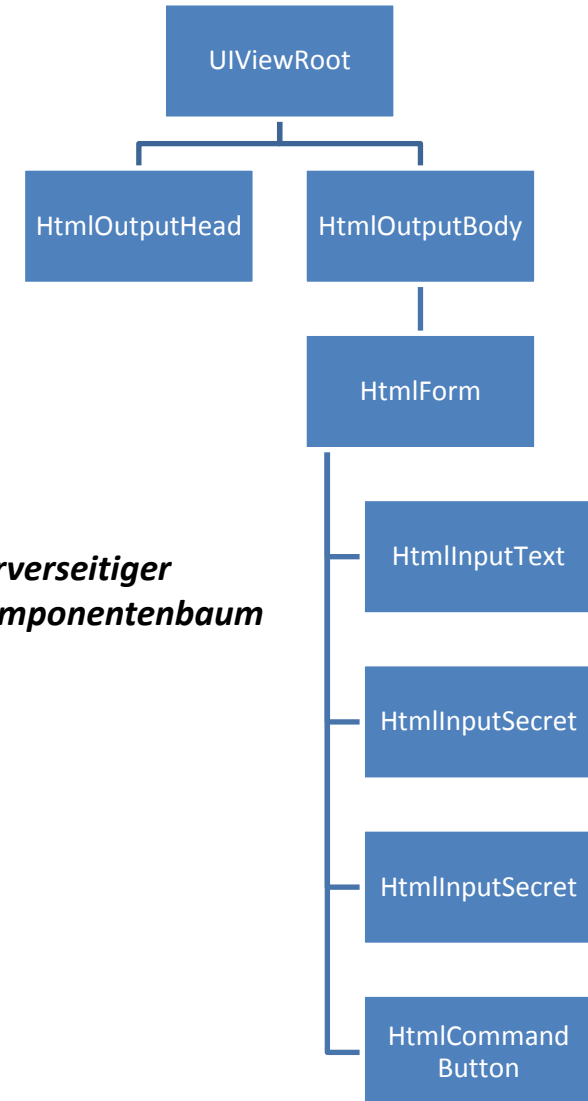 UIViewRoot
HtmlOutputHead
HtmlOutputBody
HtmlForm
HtmlInputText
rverseitiger
mponentenbaum
HtmlInputSecret
HtmlInputSecret
HtmlCommand
Button